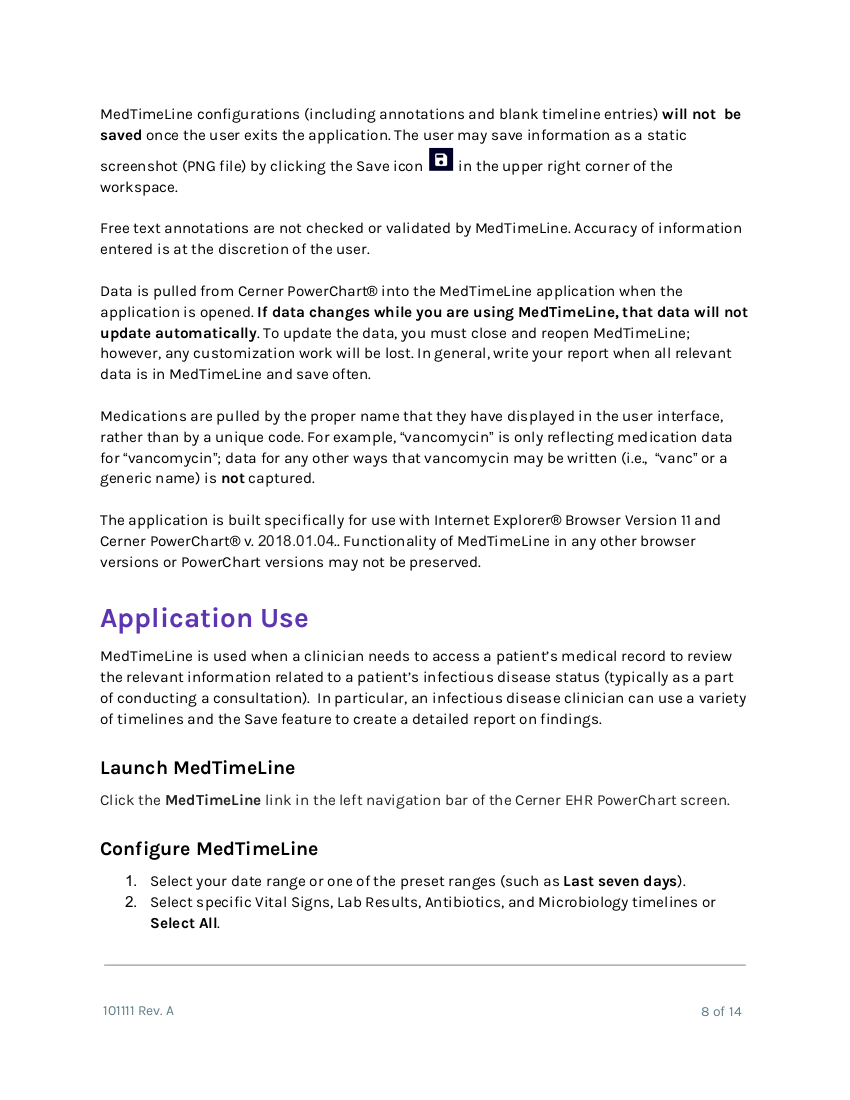 MedTimeLine configurations (including annotations and blank timeline entries) will not  be
saved once the user exits the application. The user may save information as a static
screenshot (PNG file) by clicking the Save icon in the upper right corner of the
workspace.
Free text annotations are not checked or validated by MedTimeLine. Accuracy of information
entered is at the discretion of the user.
Data is pulled from Cerner PowerChart® into the MedTimeLine application when the
application is opened. If data changes while you are using MedTimeLine, that data will not
update automatically. To update the data, you must close and reopen MedTimeLine;
however, any customization work will be lost. In general, write your report when all relevant
data is in MedTimeLine and save often.
Medications are pulled by the proper name that they have displayed in the user interface,
rather than by a unique code. For example, “vancomycin” is only reflecting medication data
for “vancomycin”; data for any other ways that vancomycin may be written (i.e.,  “vanc” or a
generic name) is not captured.
The application is built specifically for use with Internet Explorer® Browser Version 11 and
Cerner PowerChart® v. 2018.01.04.. Functionality of MedTimeLine in any other browser
versions or PowerChart versions may not be preserved.
Application Use
MedTimeLine is used when a clinician needs to access a patient’s medical record to review
the relevant information related to a patient’s infectious disease status (typically as a part
of conducting a consultation).  In particular, an infectious disease clinician can use a variety
of timelines and the Save feature to create a detailed report on findings.
Launch MedTimeLine
Click the MedTimeLine link in the left navigation bar of the Cerner EHR PowerChart screen.
Configure MedTimeLine
1. Select your date range or one of the preset ranges (such as Last seven days).
2. Select specific Vital Signs, Lab Results, Antibiotics, and Microbiology timelines or
Select All.
101111 Rev. A
8 of 14